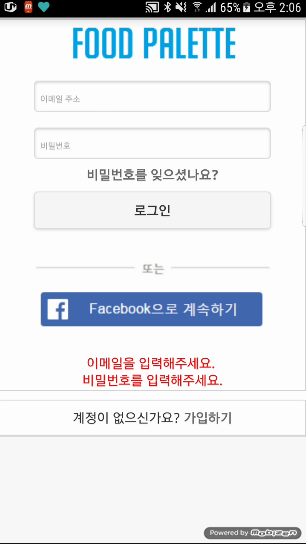 65% 오후 2:06
FOOD PALETTE
이메일 주소
비밀번호
비밀번호를 잊으셨나요?
로그인
또는
Facebook으로 계속하기
이메일을 입력해주세요.
비밀번호를 입력해주세요.
계정이 없으신가요? 가입하기
Powered by Mobizen